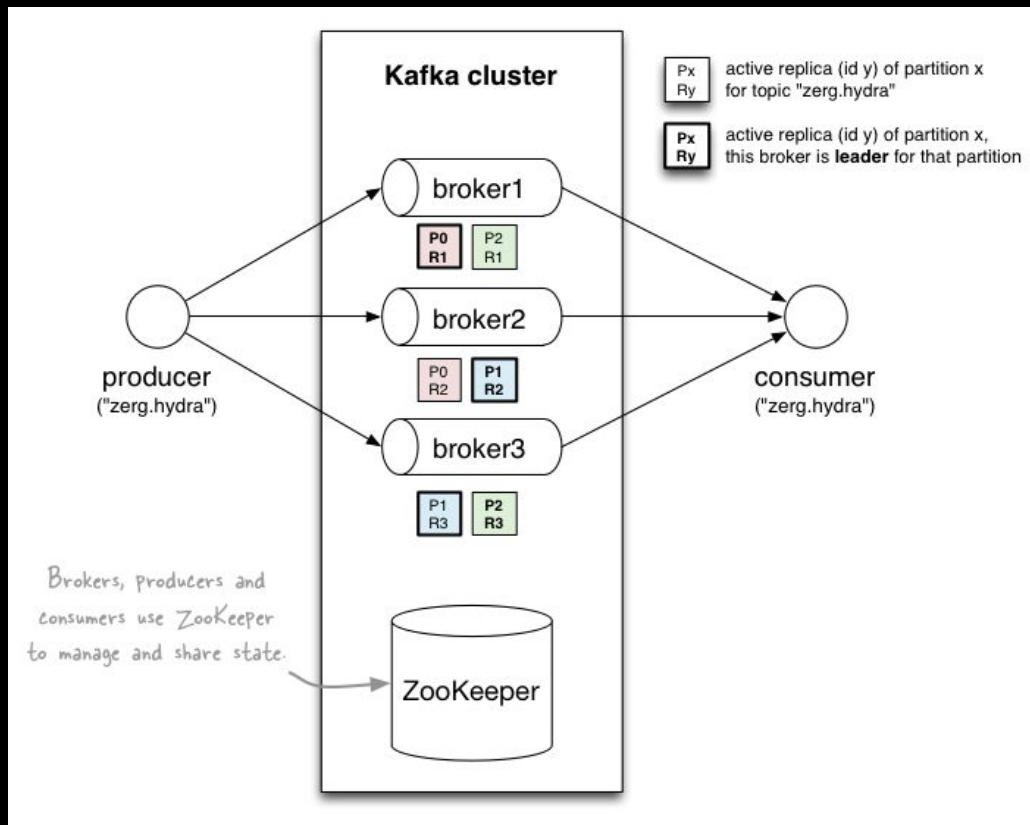 Kafka cluster
Px
Ry
active replica (id y) of partition x
for topic "zerg.hydra"
Px
Ry
active replica (id y) of partition x,
this broker is leader for that partition
broker1
P0
R1
P2
R1
broker2
P0
R2
P1
R2
broker3
P1
R3
P2
R3
producer
("zerg.hydra")
consumer
("zerg.hydra")
Brokers, producers and
consumers use ZooKeeper
to manage and share state.
ZooKeeper